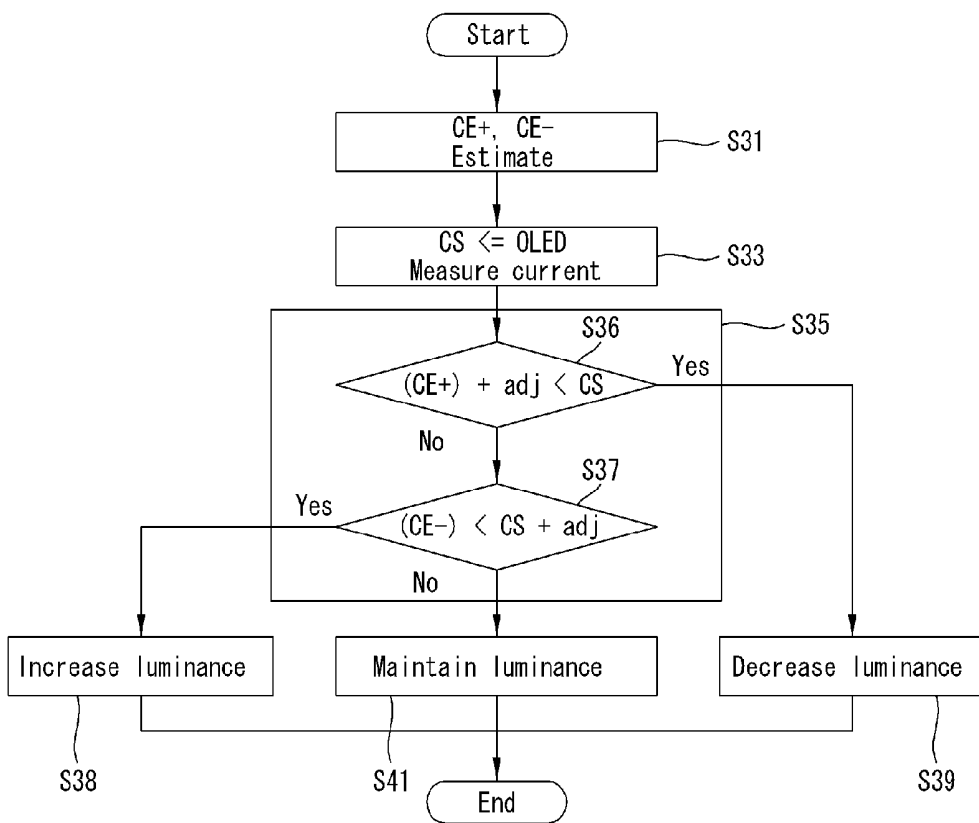 Start
CE+, CE-
Estimate
S31
CS <= OLED
Measure current
S33
S35
S36
(CE+) + adj < CS
Yes
No
S37
Yes
(CE-) < CS + adj
No
Increase luminance
Maintain luminance
Decrease luminance
S38
S41
S39
End